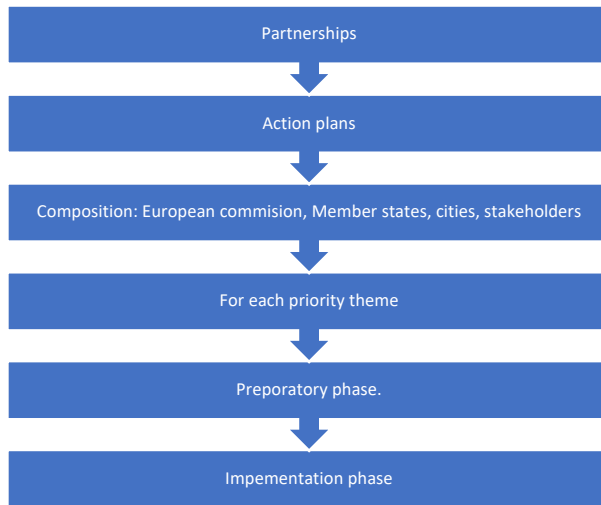 Partnerships
Action plans
Composition: European commision, Member states, cities, stakeholders
For each priority theme
Preporatory phase.
Impementation phase